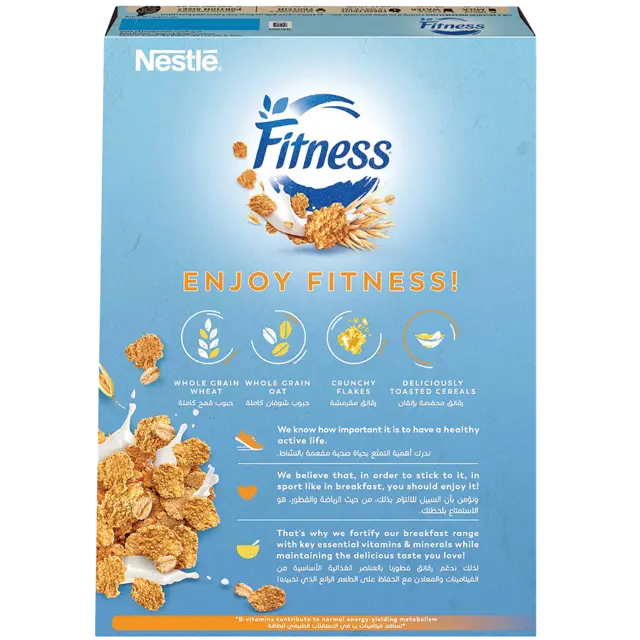 Nestlé®
Fitness
Fitness
ENJOY FITNESS!
WHOLE GRAIN WHEAT
حبوب قمح كاملة
WHOLE GRAIN OAT
حبوب شوفان كاملة
CRUNCHY FLAKES
رقائق مقرمشة
DELICIOUSLY TOASTED CEREALS
رقائق محمصة بإتقان
We know how important it is to have a healthy
active life.
ندرك أهمية التمتّع بحياة صحية مفعمة بالنشاط.
We believe that, in order to stick to it, in
sport like in breakfast, you should enjoy it!
ونؤمن بأن السبيل للالتزام بذلك، من حيث الرياضة والفطور، هو
الاستمتاع بلحظتك.
That's why we fortify our breakfast range
with key essential vitamins & minerals while
maintaining the delicious taste you love!
لذلك ندعم رقائق فطورنا بالعناصر الغذائية الأساسية من
الفيتامينات والمعادن مع الحفاظ على الطعم الرائع الذي تحبينه!
*B-vitamins contribute to normal energy-yielding metabolism